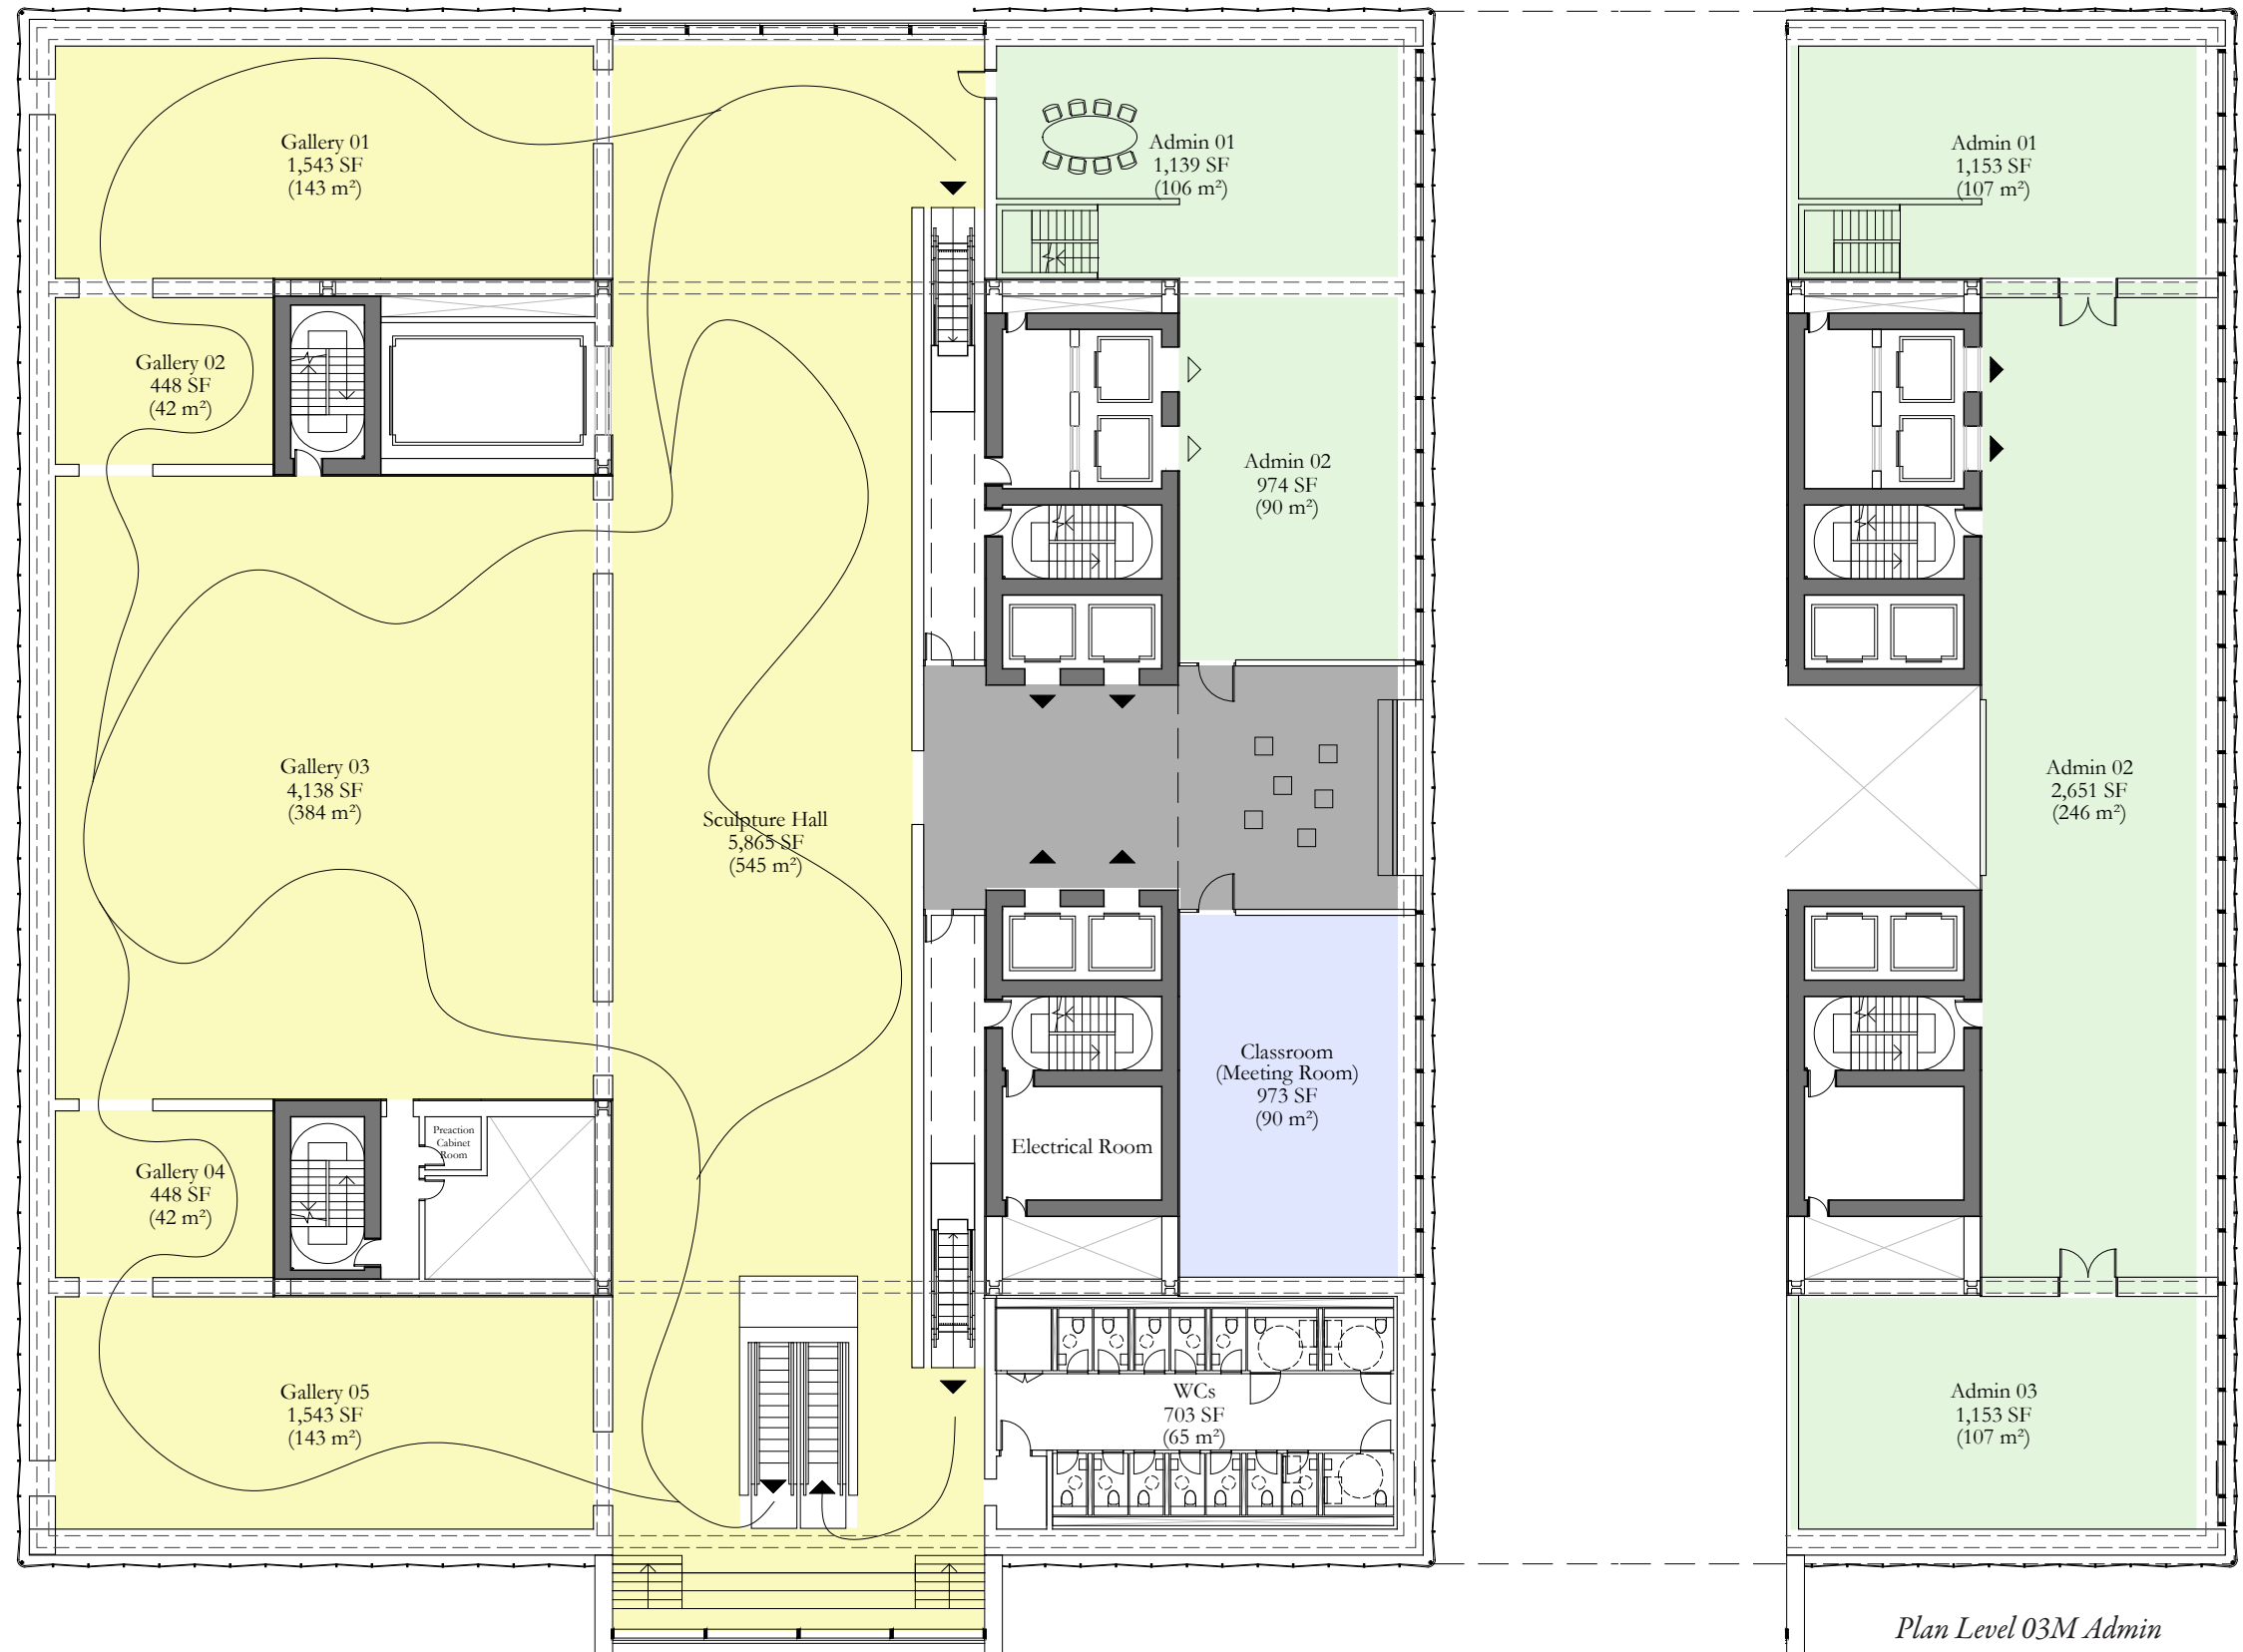 Gallery 01
1,543 SF
(143 m²)
Admin 01
1,139 SF
(106 m²)
Admin 01
1,153 SF
(107 m²)
Gallery 02
448 SF
(42 m²)
Admin 02
974 SF
(90 m²)
Gallery 03
4,138 SF
(384 m²)
Sculpture Hall
5,865 SF
(545 m²)
Admin 02
2,651 SF
(246 m²)
Classroom
(Meeting Room)
973 SF
(90 m²)
Preaction
Cabinet
Room
Electrical Room
Gallery 04
448 SF
(42 m²)
Gallery 05
1,543 SF
(143 m²)
WCs
703 SF
(65 m²)
Admin 03
1,153 SF
(107 m²)
Plan Level 03M Admin